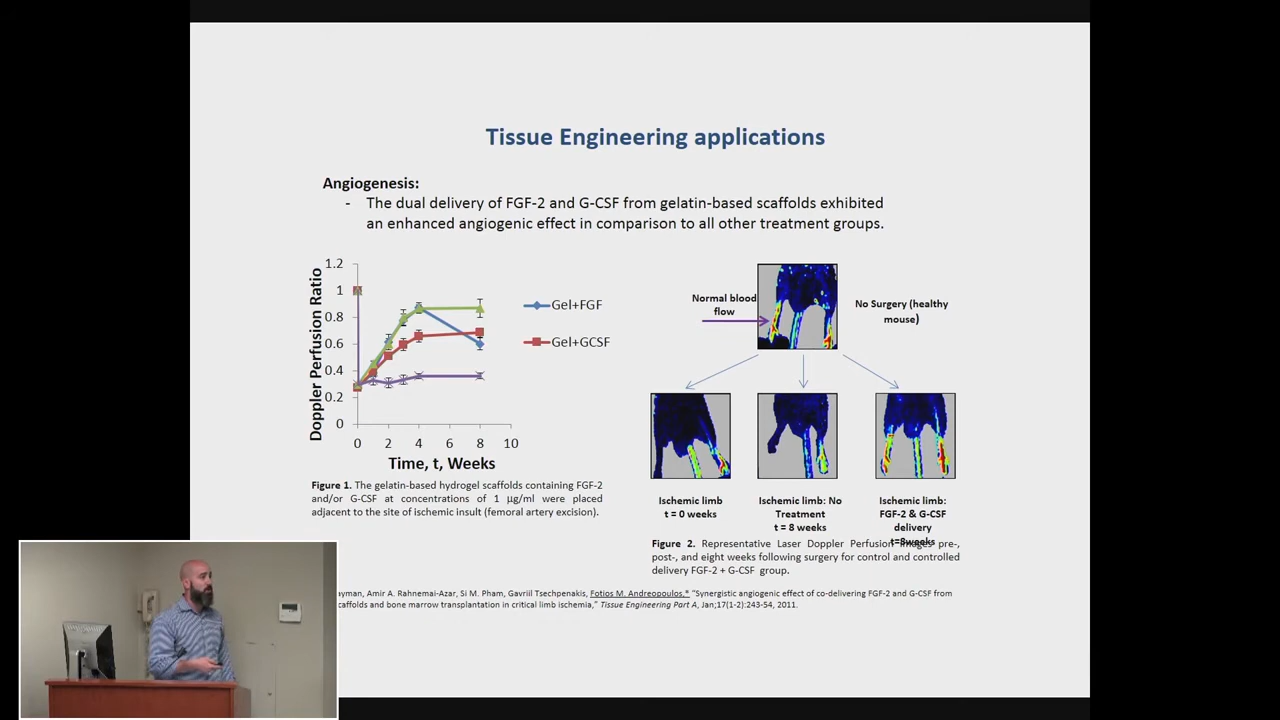 Tissue Engineering applications
Angiogenesis:
- The dual delivery of FGF-2 and G-CSF from gelatin-based scaffolds exhibited
an enhanced angiogenic effect in comparison to all other treatment groups.
Doppler Perfusion Ratio
1.2
1
0.8
0.6
0.4
0.2
0
0 2 4 6 8 10
Time, t, Weeks
Gel+FGF
Gel+GCSF
Figure 1. The gelatin-based hydrogel scaffolds containing FGF-2
and/or G-CSF at concentrations of 1 μg/ml were placed
adjacent to the site of ischemic insult (femoral artery excision).
Normal blood
flow
No Surgery (healthy
mouse)
Ischemic limb
t = 0 weeks
Ischemic limb: No
Treatment
t = 8 weeks
Ischemic limb:
FGF-2 & G-CSF
delivery
t=8weeks
Figure 2. Representative Laser Doppler Perfusion images pre-,
post-, and eight weeks following surgery for control and controlled
delivery FGF-2 + G-CSF group.
ayman, Amir A. Rahnemai-Azar, Si M. Pham, Gavriil Tsechpenakis, Fotios M. Andreopoulos,* "Synergistic angiogenic effect of co-delivering FGF-2 and G-CSF from
caffolds and bone marrow transplantation in critical limb ischemia," Tissue Engineering Part A, Jan;17(1-2):243-54, 2011.